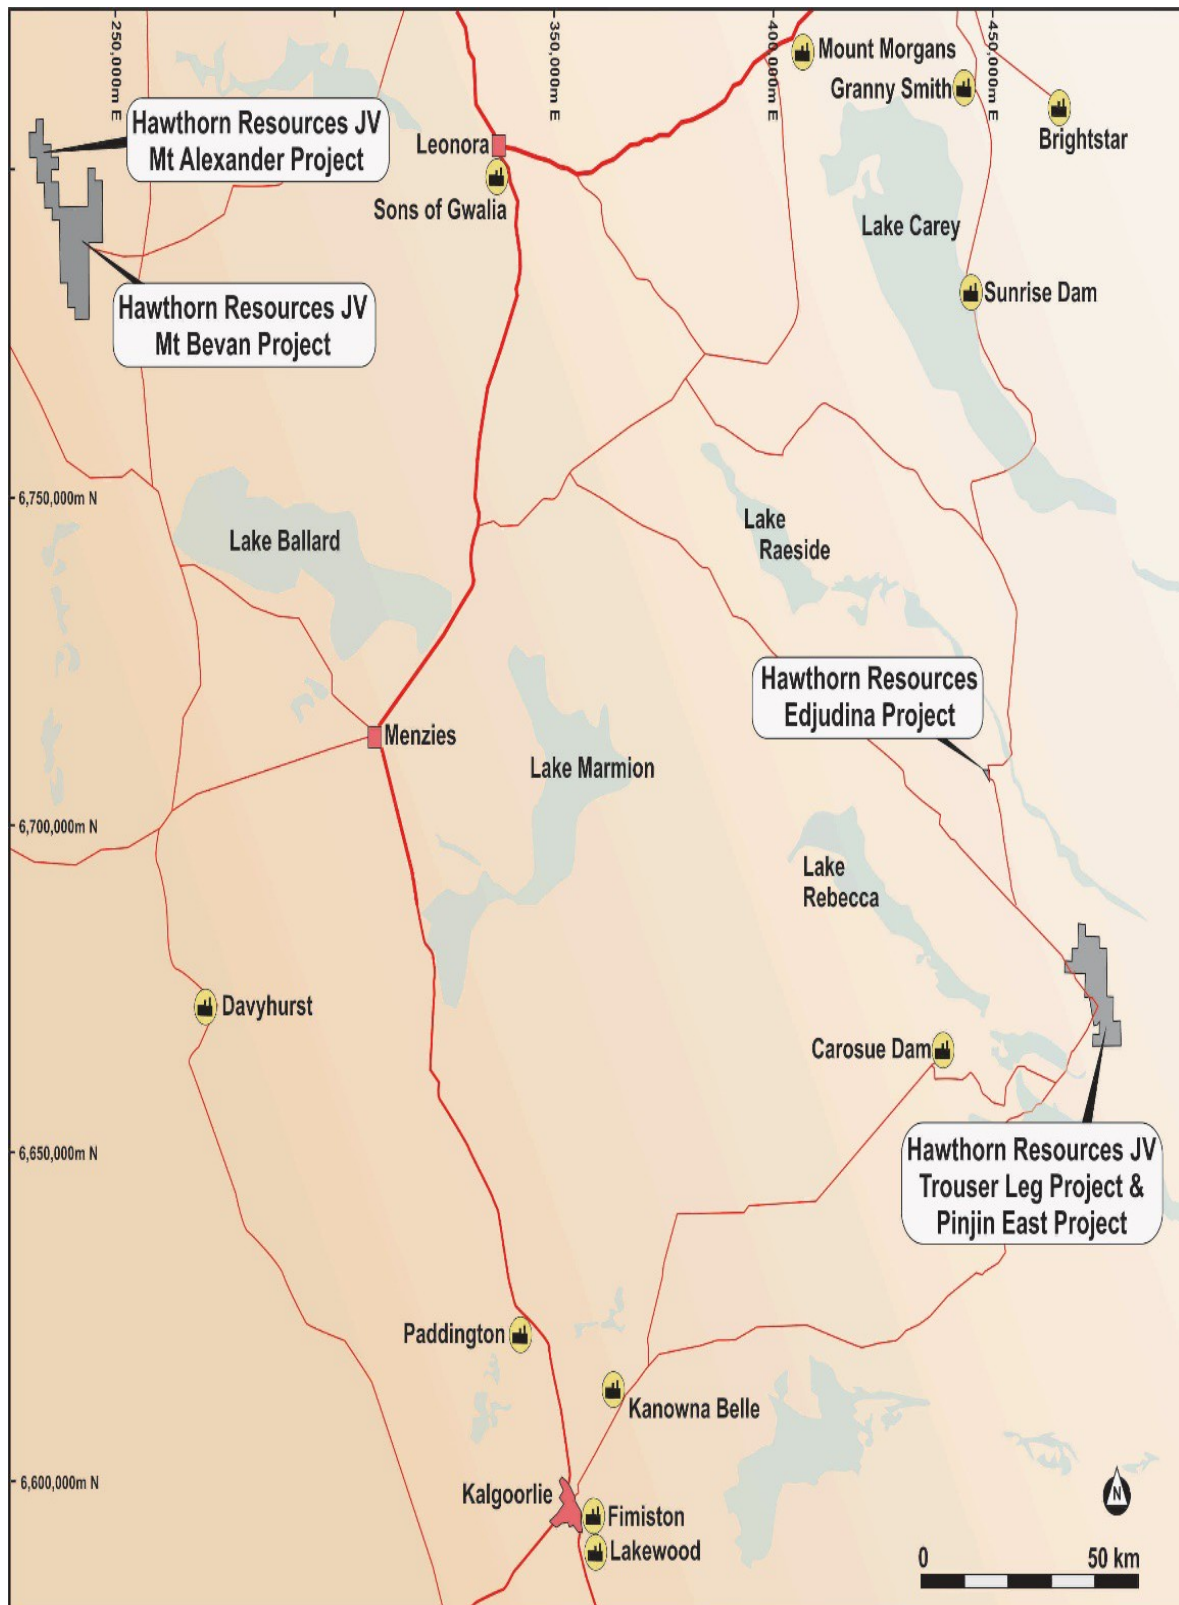 250,000m E
350,000m E
400,000m E
450,000m E
Mount Morgans
Granny Smith
Brightstar
Hawthorn Resources JV
Mt Alexander Project
Leonora
Sons of Gwalia
Lake Carey
Hawthorn Resources JV
Mt Bevan Project
Sunrise Dam
6,750,000m N
Lake Ballard
Lake
Raeside
Hawthorn Resources
Edjudina Project
Menzies
Lake Marmion
6,700,000m N
Lake
Rebecca
Davyhurst
Carosue Dam
6,650,000m N
Hawthorn Resources JV
Trouser Leg Project &
Pinjin East Project
Paddington
Kanowna Belle
6,600,000m N
Kalgoorlie
Fimiston
Lakewood
N
0 50 km